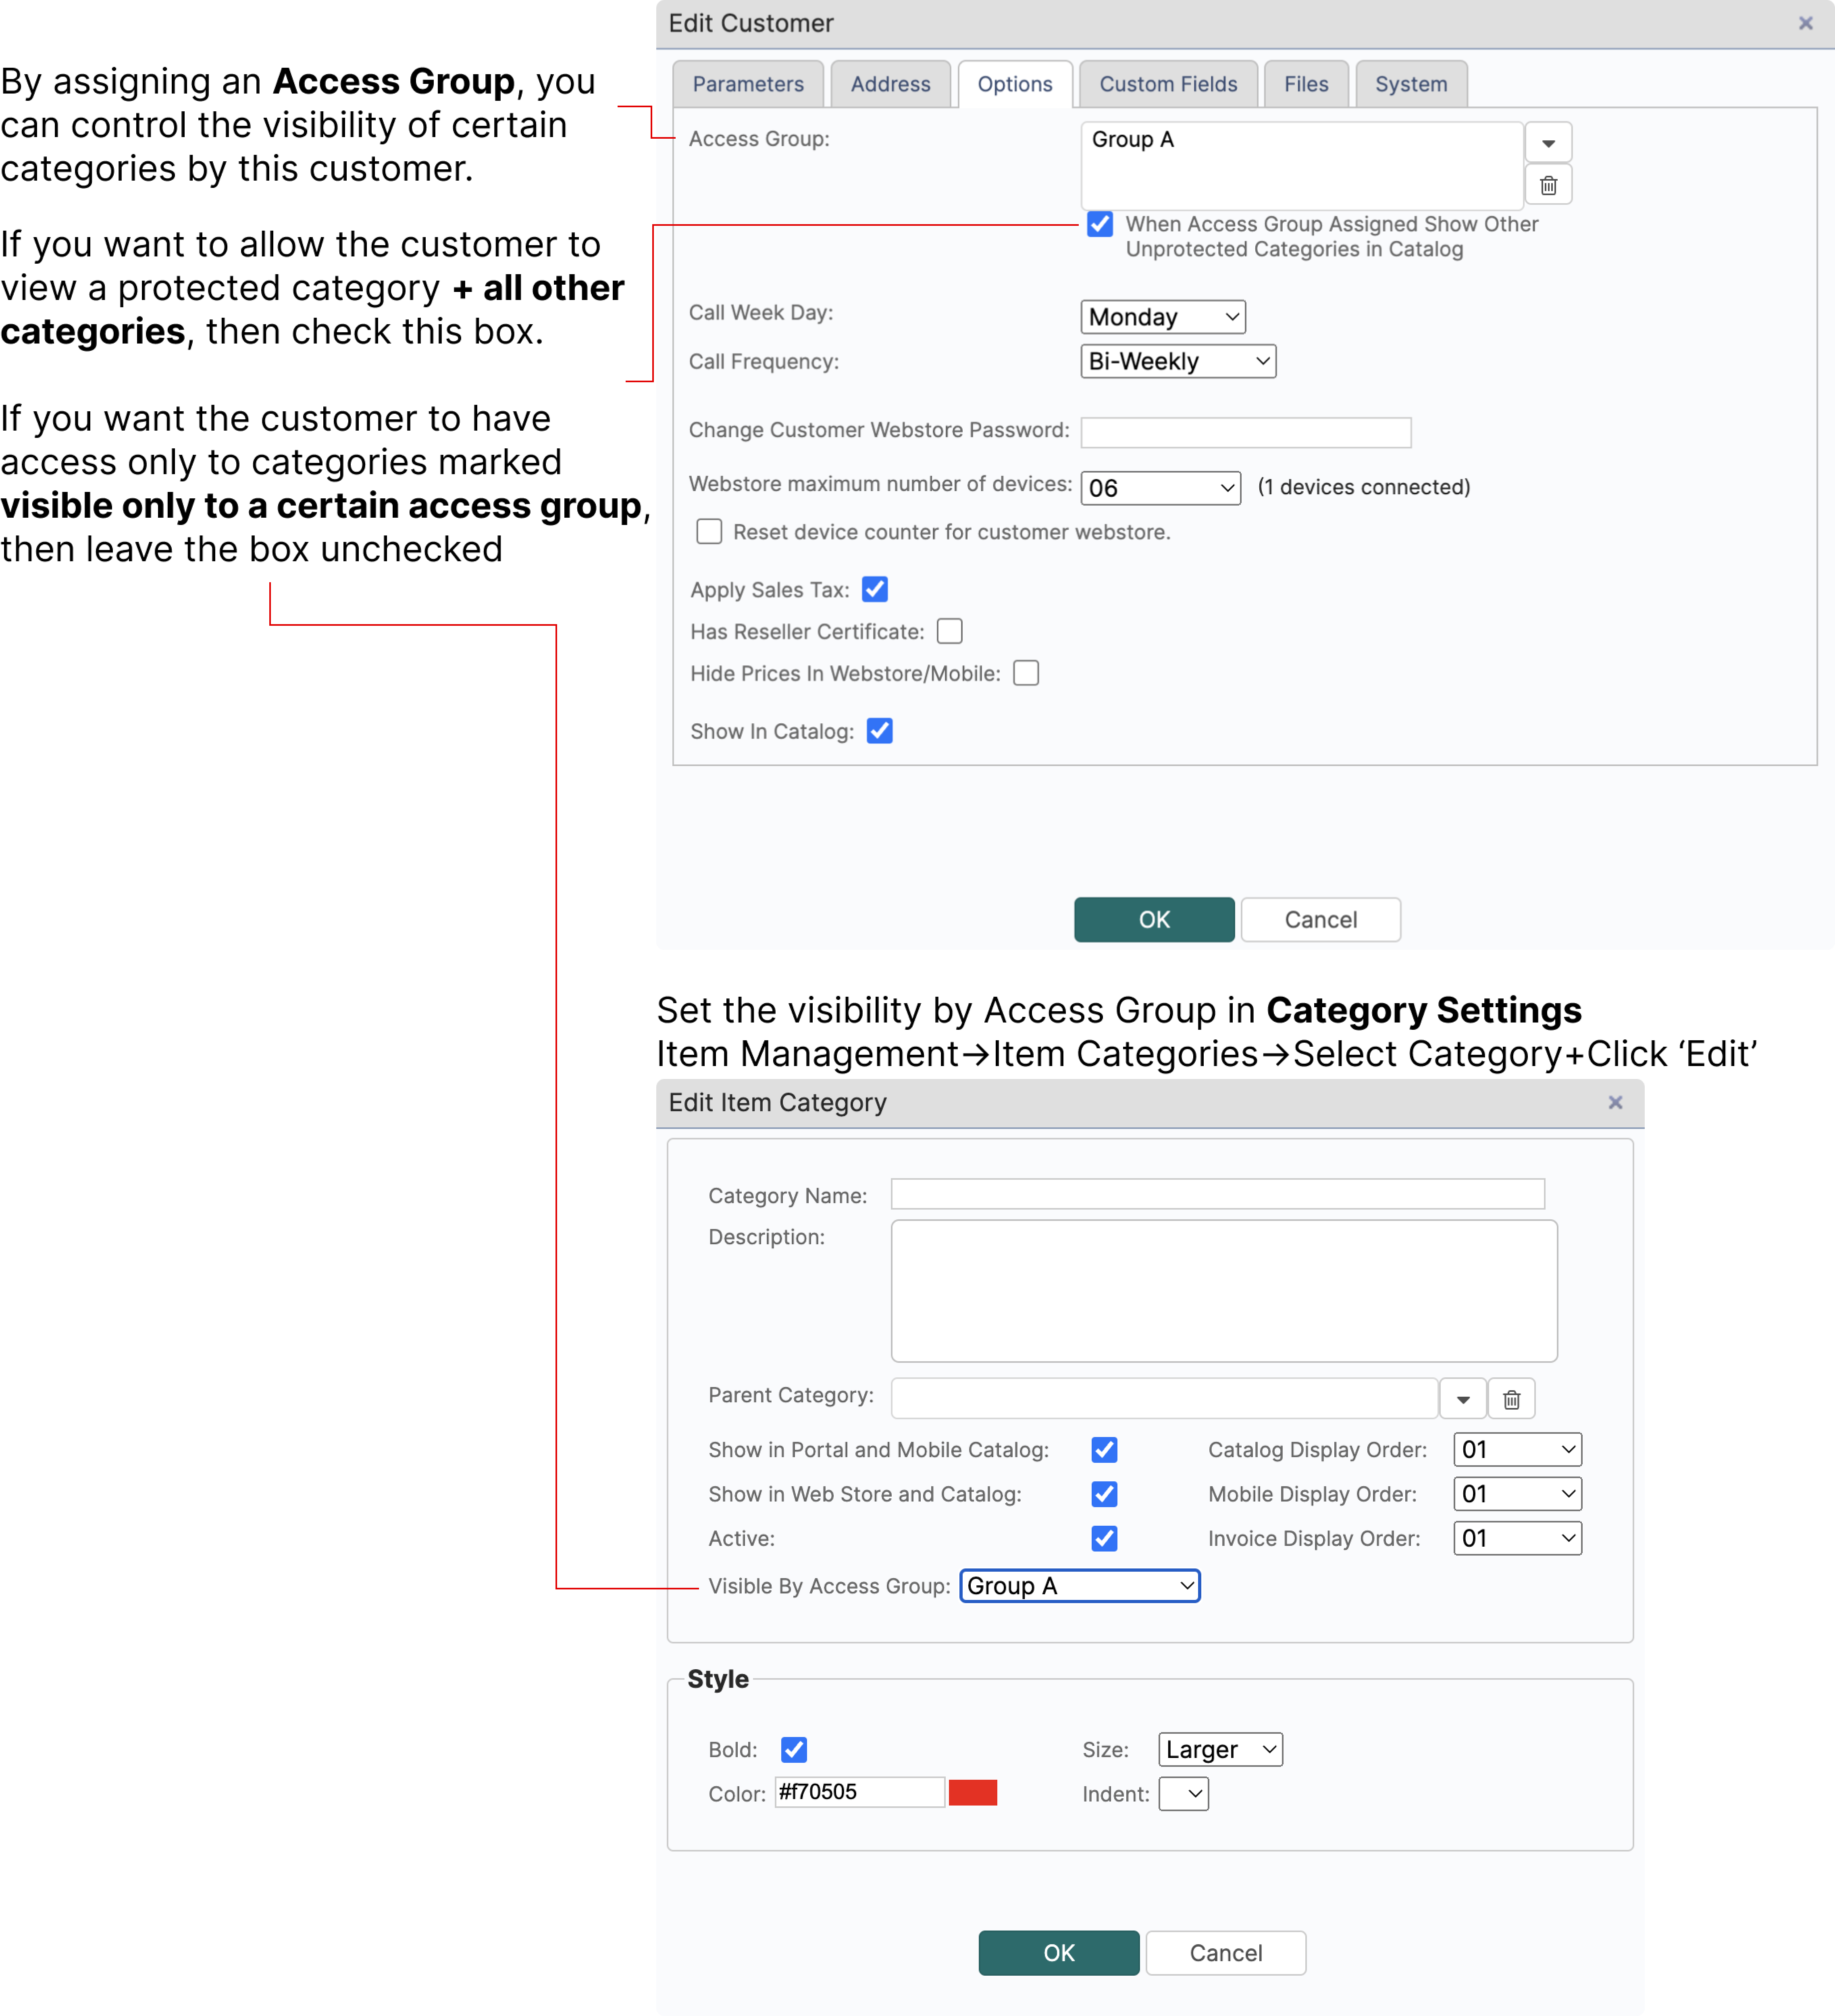 By assigning an Access Group, you
can control the visibility of certain
categories by this customer.
If you want to allow the customer to
view a protected category + all other
categories, then check this box.
If you want the customer to have
access only to categories marked
visible only to a certain access group,
then leave the box unchecked
Edit Customer
Parameters Address Options Custom Fields Files System
Access Group: Group A
When Access Group Assigned Show Other
Unprotected Categories in Catalog
Call Week Day: Monday
Call Frequency: Bi-Weekly
Change Customer Webstore Password:
Webstore maximum number of devices: 06 (1 devices connected)
Reset device counter for customer webstore.
Apply Sales Tax:
Has Reseller Certificate:
Hide Prices In Webstore/Mobile:
Show In Catalog:
OK Cancel
Set the visibility by Access Group in Category Settings
Item Management→Item Categories→Select Category+Click ‘Edit’
Edit Item Category
Category Name:
Description:
Parent Category:
Show in Portal and Mobile Catalog: Catalog Display Order: 01
Show in Web Store and Catalog: Mobile Display Order: 01
Active: Invoice Display Order: 01
Visible By Access Group: Group A
Style
Bold: Size: Larger
Color: #f70505 Indent:
OK Cancel